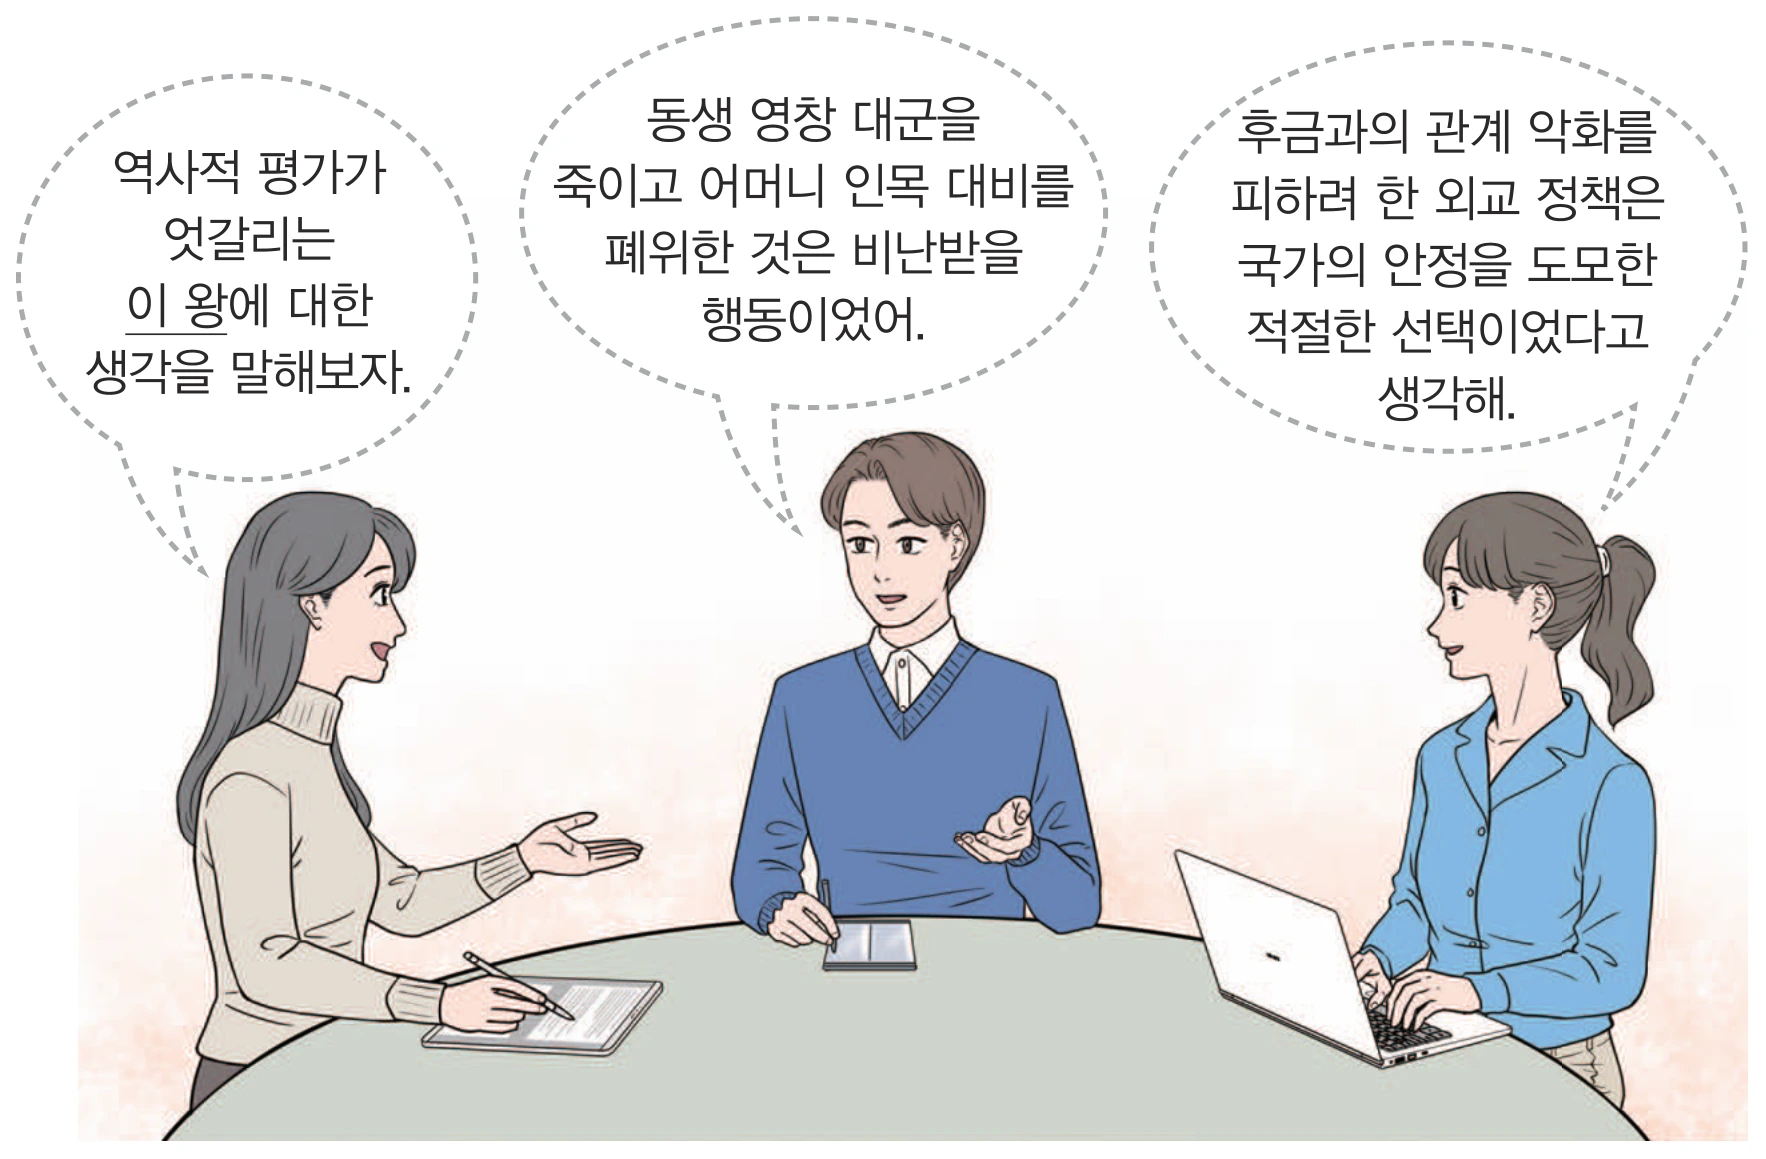 역사적 평가가
엇갈리는
이 왕에 대한
생각을 말해보자.
동생 영창 대군을
죽이고 어머니 인목 대비를
폐위한 것은 비난받을
행동이었어.
후금과의 관계 악화를
피하려 한 외교 정책은
국가의 안정을 도모한
적절한 선택이었다고
생각해.